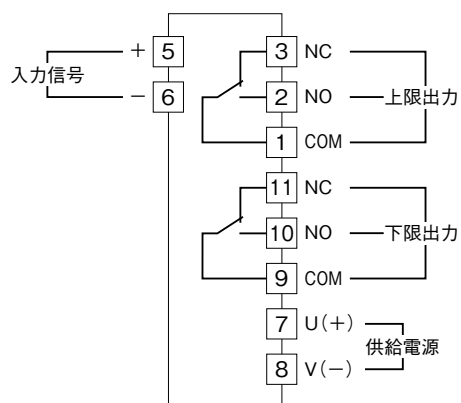 + 5
入力信号
− 6
3 NC
2 NO 上限出力
1 COM
11 NC
10 NO 下限出力
9 COM
7 U(+)
供給電源
8 V(−)